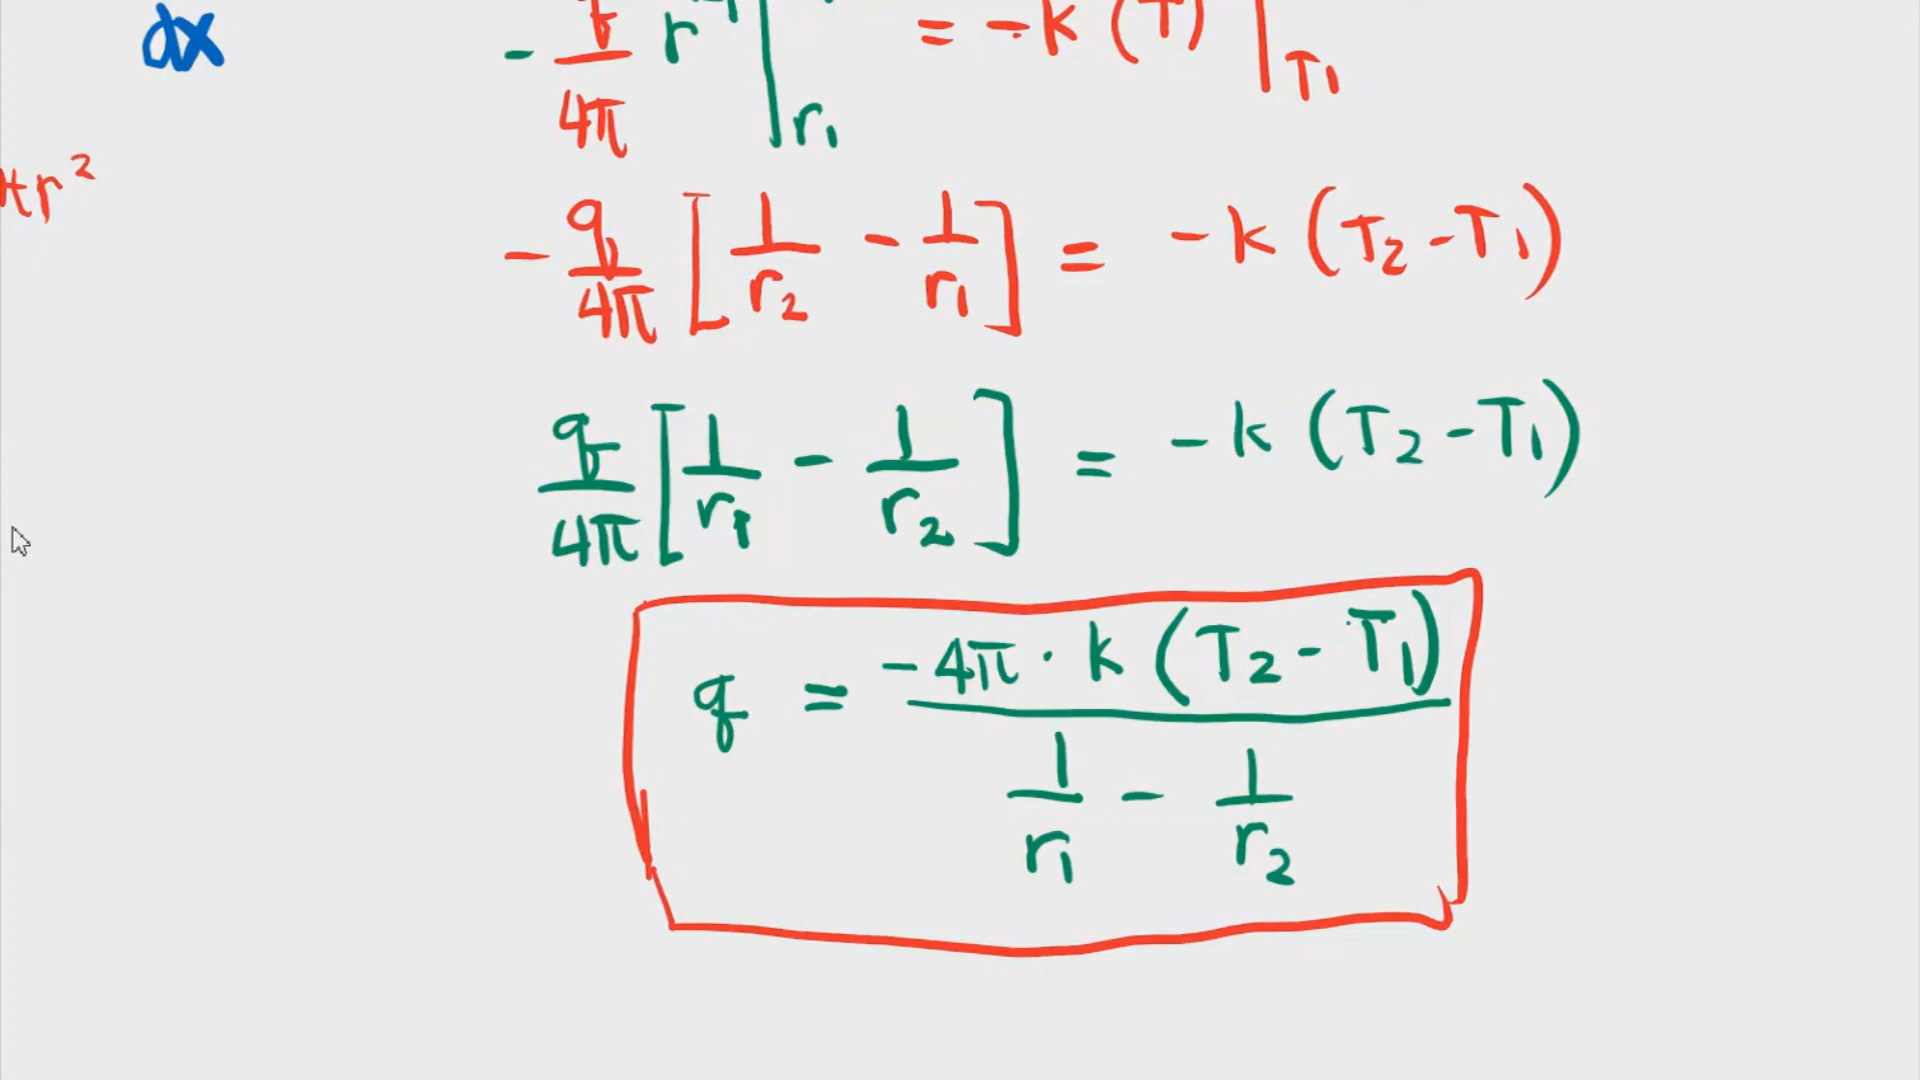 dx
- q/4π r⁻¹ | r₁ = -k (T) | T₁
πr²
- q/4π [1/r₂ - 1/r₁] = -k (T₂ - T₁)
q/4π [1/r₁ - 1/r₂] = -k (T₂ - T₁)
q = -4π · k (T₂ - T₁) / 1/r₁ - 1/r₂